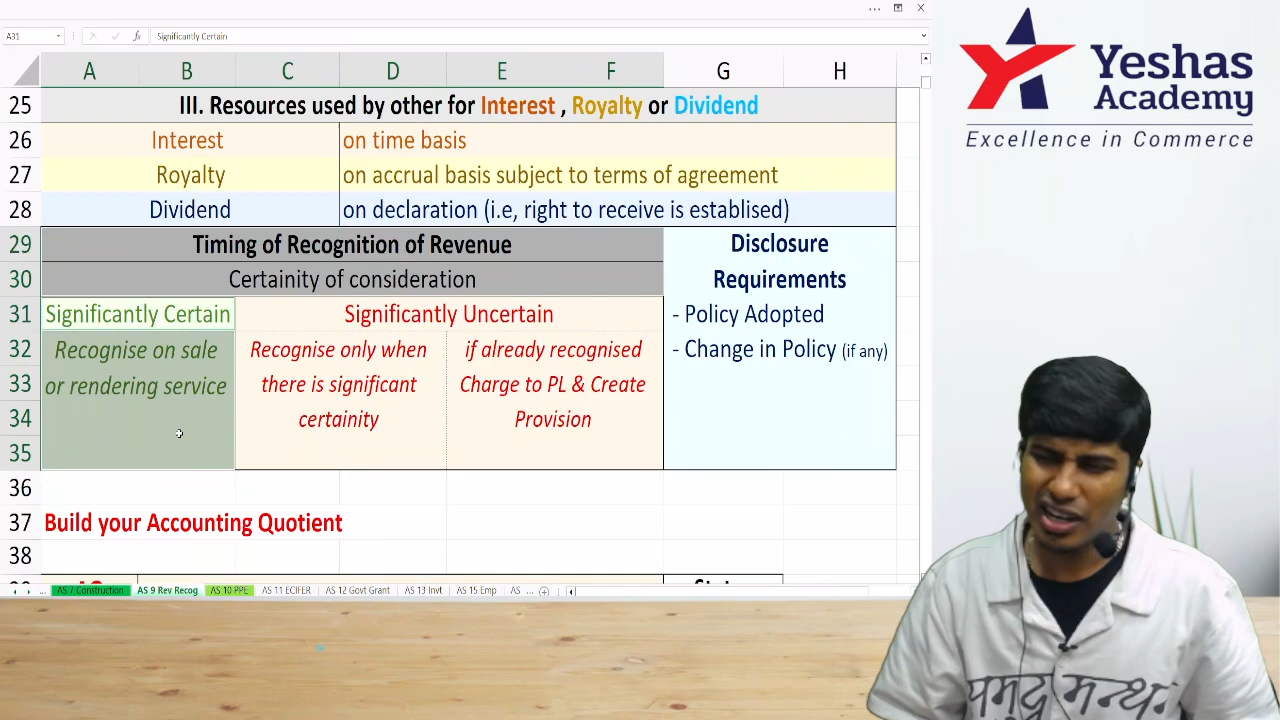 A31
Significantly Certain
Yeshas
Academy
Excellence in Commerce
A B C D E F G H
25 III. Resources used by other for Interest , Royalty or Dividend
26 Interest on time basis
27 Royalty on accrual basis subject to terms of agreement
28 Dividend on declaration (i.e, right to receive is establised)
29 Timing of Recognition of Revenue Disclosure
30 Certainity of consideration Requirements
31 Significantly Certain Significantly Uncertain - Policy Adopted
32 Recognise on sale Recognise only when if already recognised - Change in Policy (if any)
33 or rendering service there is significant Charge to PL & Create
34 certainity Provision
35
36
37 Build your Accounting Quotient
38
AS 7 Construction AS 9 Rev Recog AS 10 PPE AS 11 ECIFER AS 12 Govt Grant AS 13 Invt AS 15 Emp AS ...